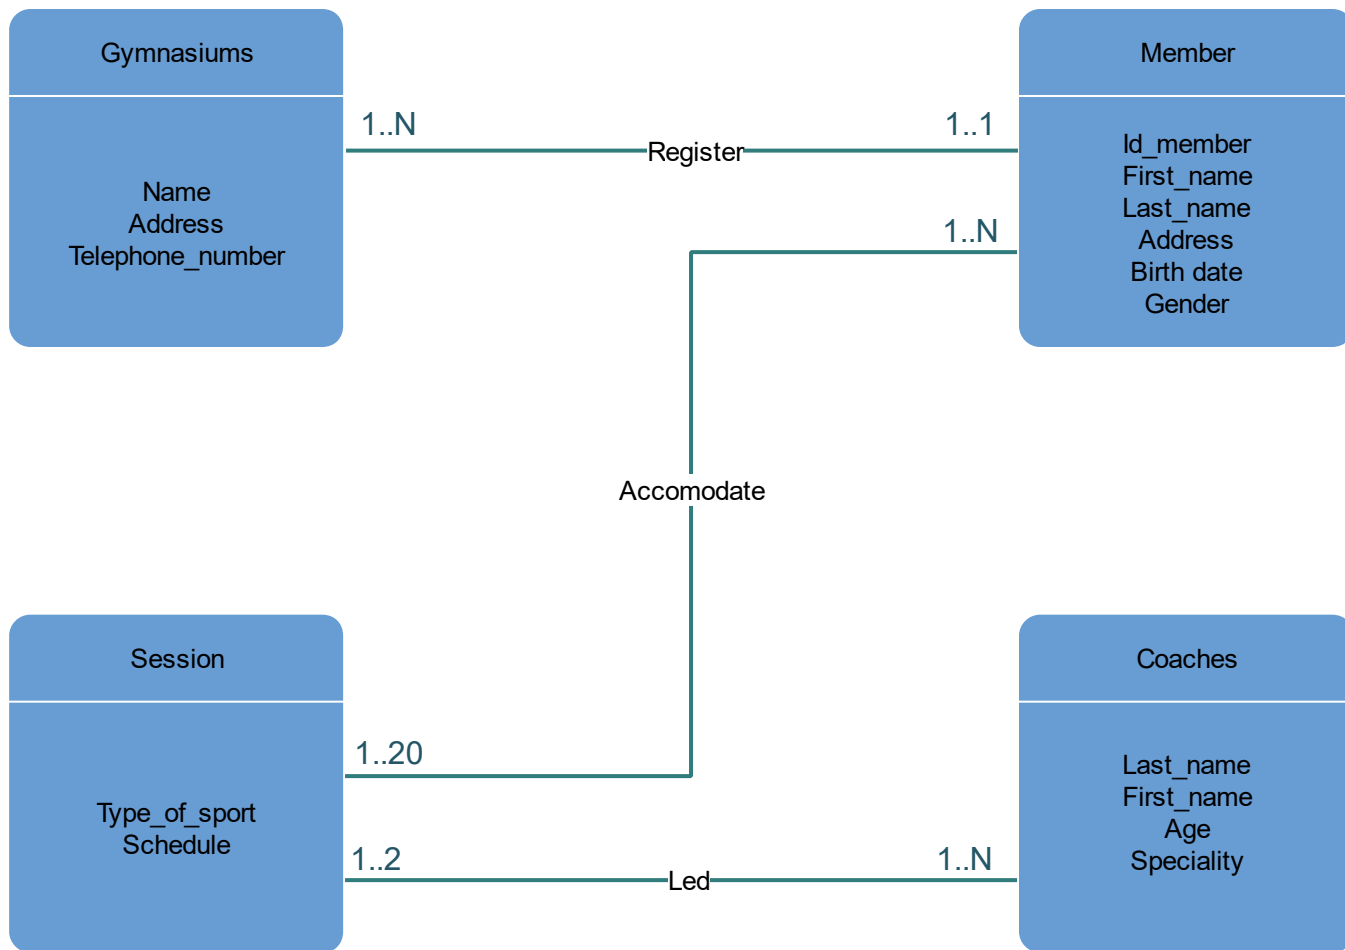 Gymnasiums
Name
Address
Telephone_number
1..N
Register
1..1
Member
Id_member
First_name
Last_name
Address
Birth date
Gender
1..N
Accomodate
Session
Type_of_sport
Schedule
1..20
1..2
Led
1..N
Coaches
Last_name
First_name
Age
Speciality